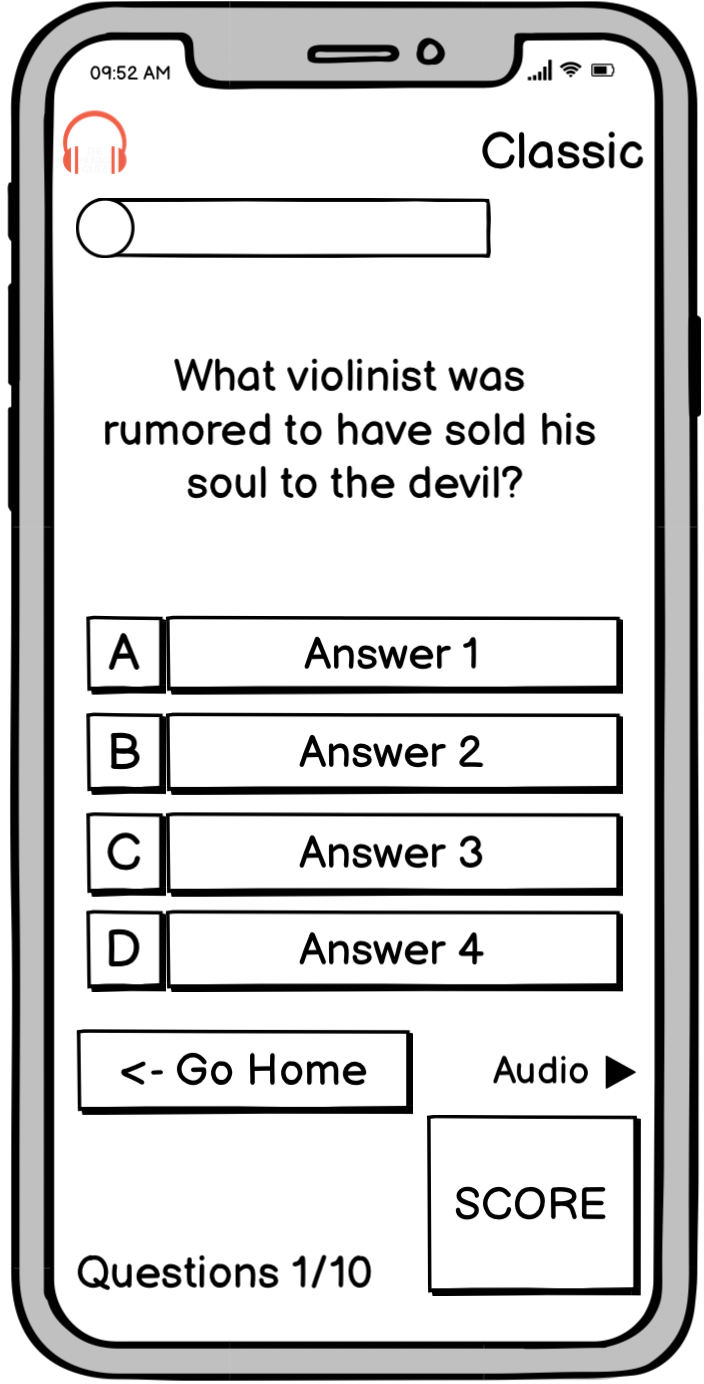 09:52 AM
Classic
What violinist was
rumored to have sold his
soul to the devil?
A Answer 1
B Answer 2
C Answer 3
D Answer 4
<- Go Home
Audio
SCORE
Questions 1/10